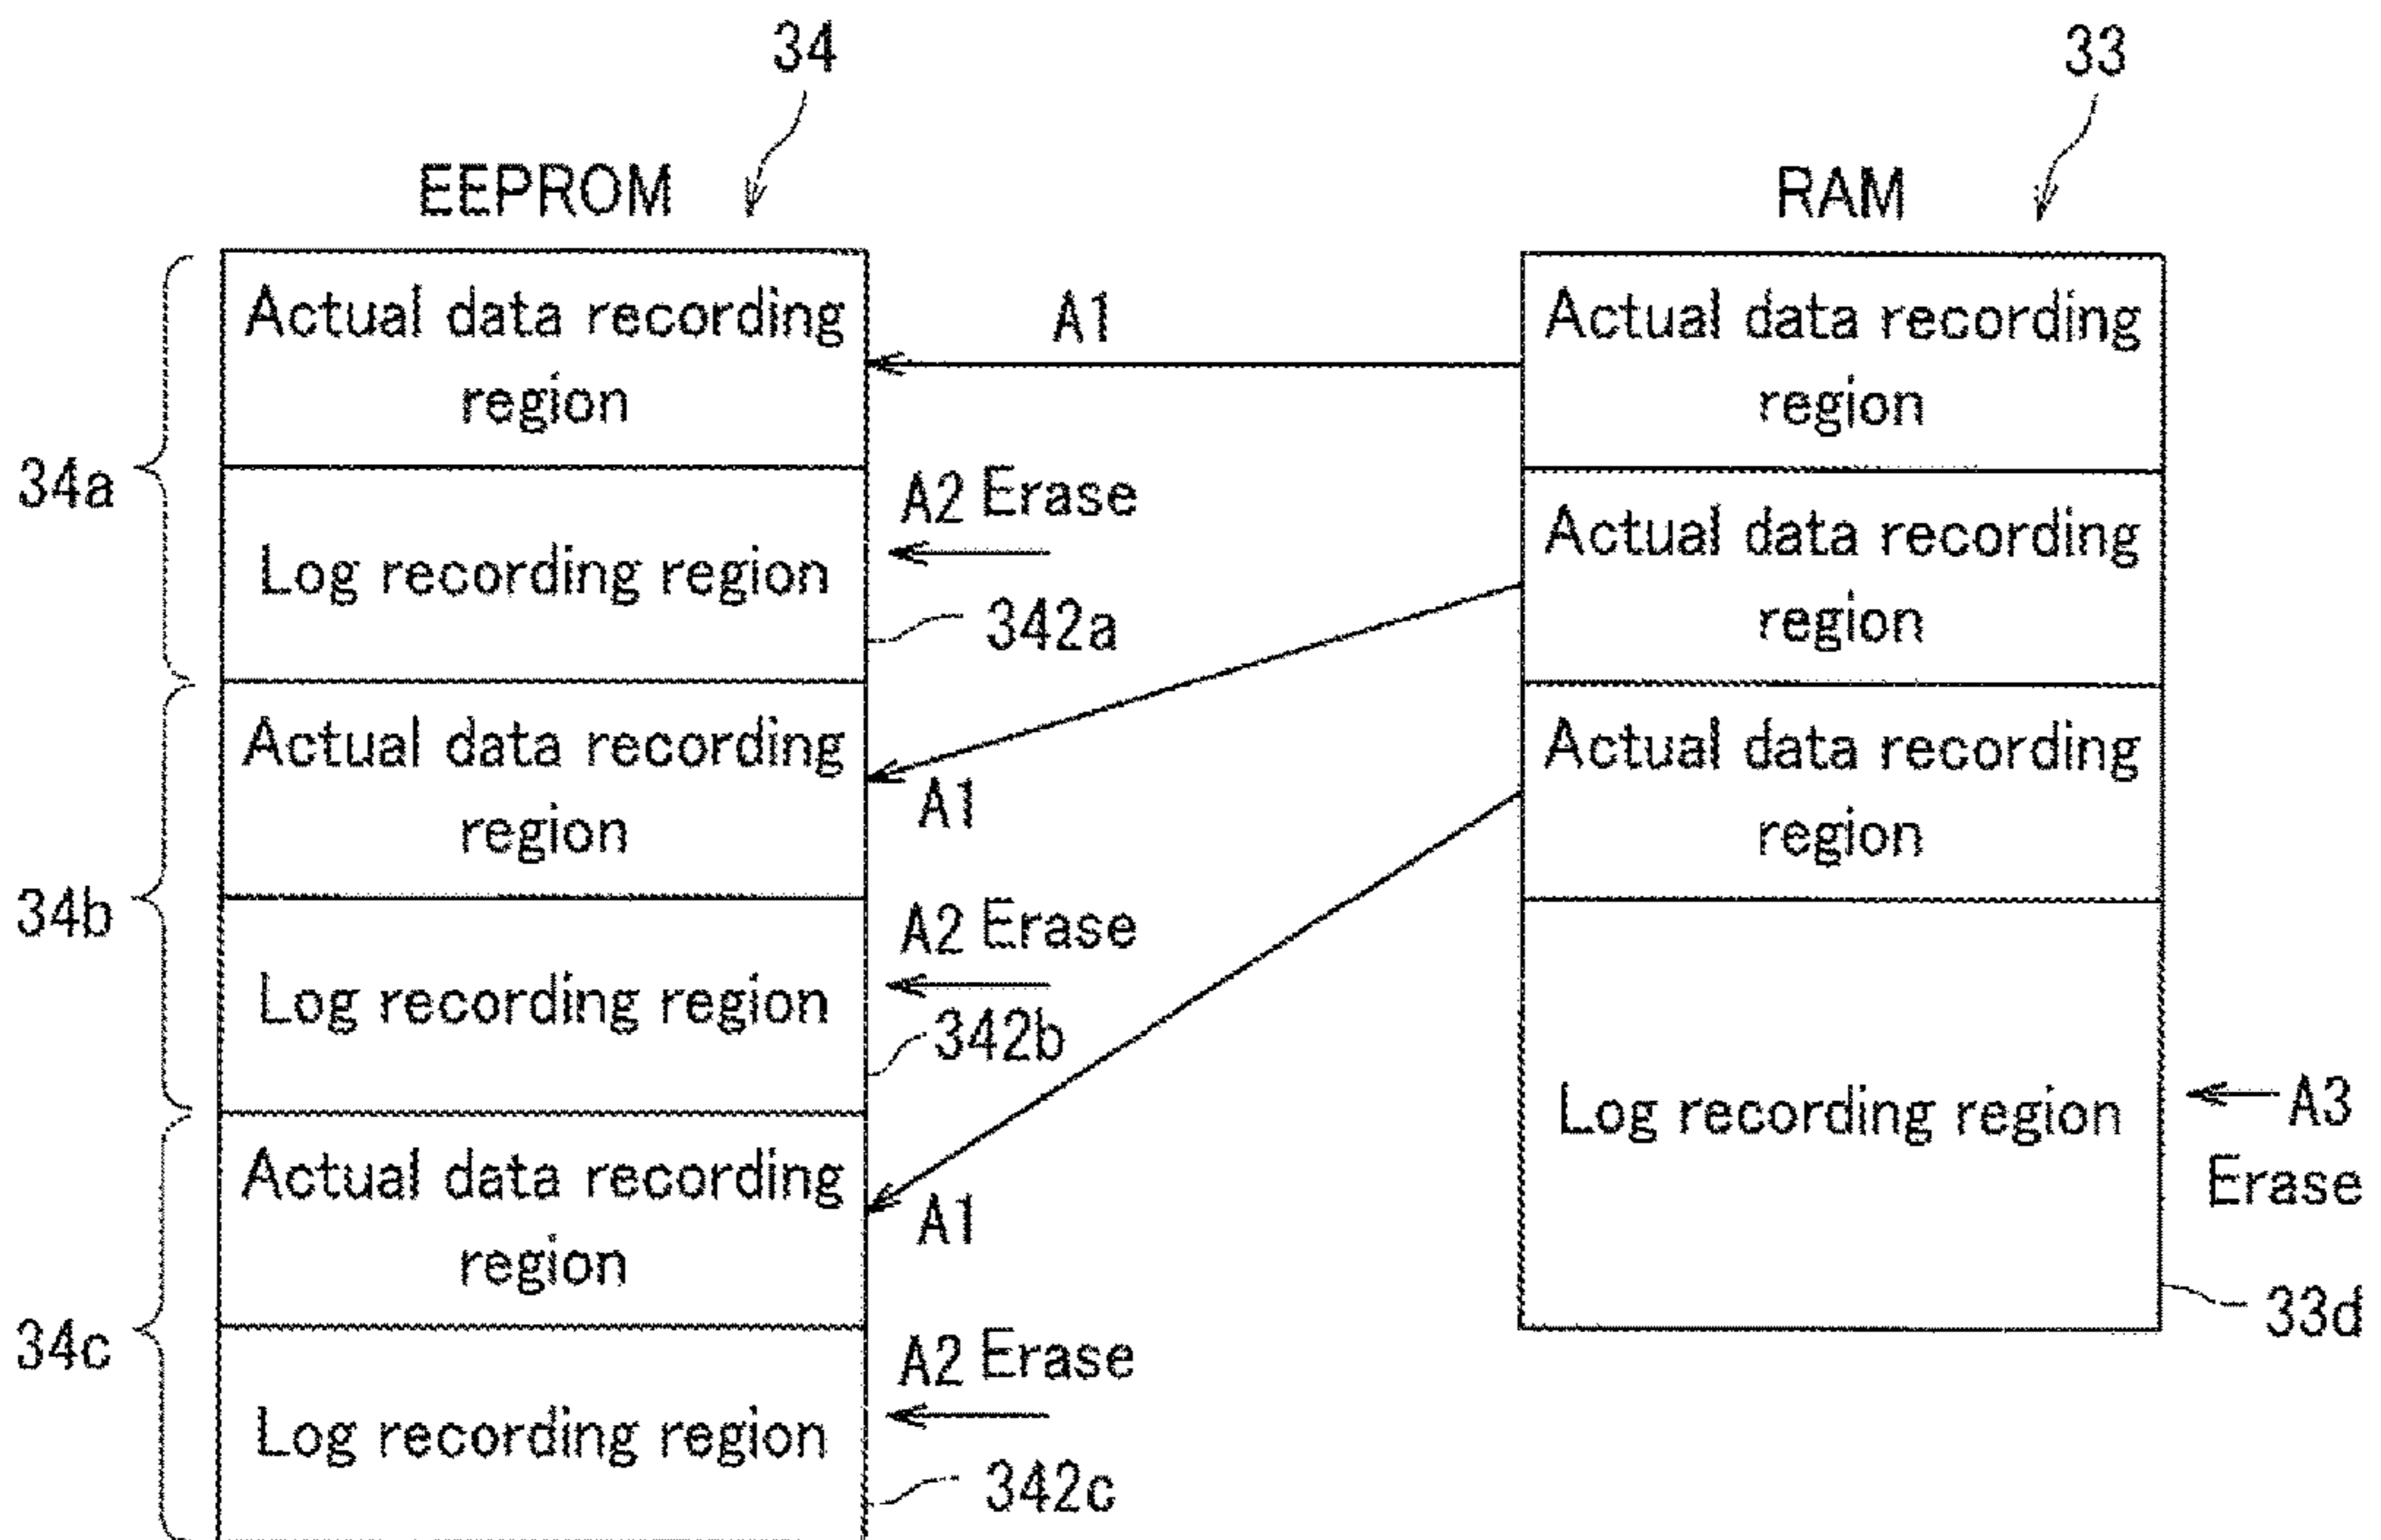 34
33
EEPROM
RAM
Actual data recording
region
A1
Actual data recording
region
34a
A2 Erase
Log recording region
342a
Actual data recording
region
Actual data recording
region
A1
Actual data recording
region
34b
A2 Erase
Log recording region
342b
Log recording region
A3
Erase
33d
Actual data recording
region
A1
34c
A2 Erase
Log recording region
342c